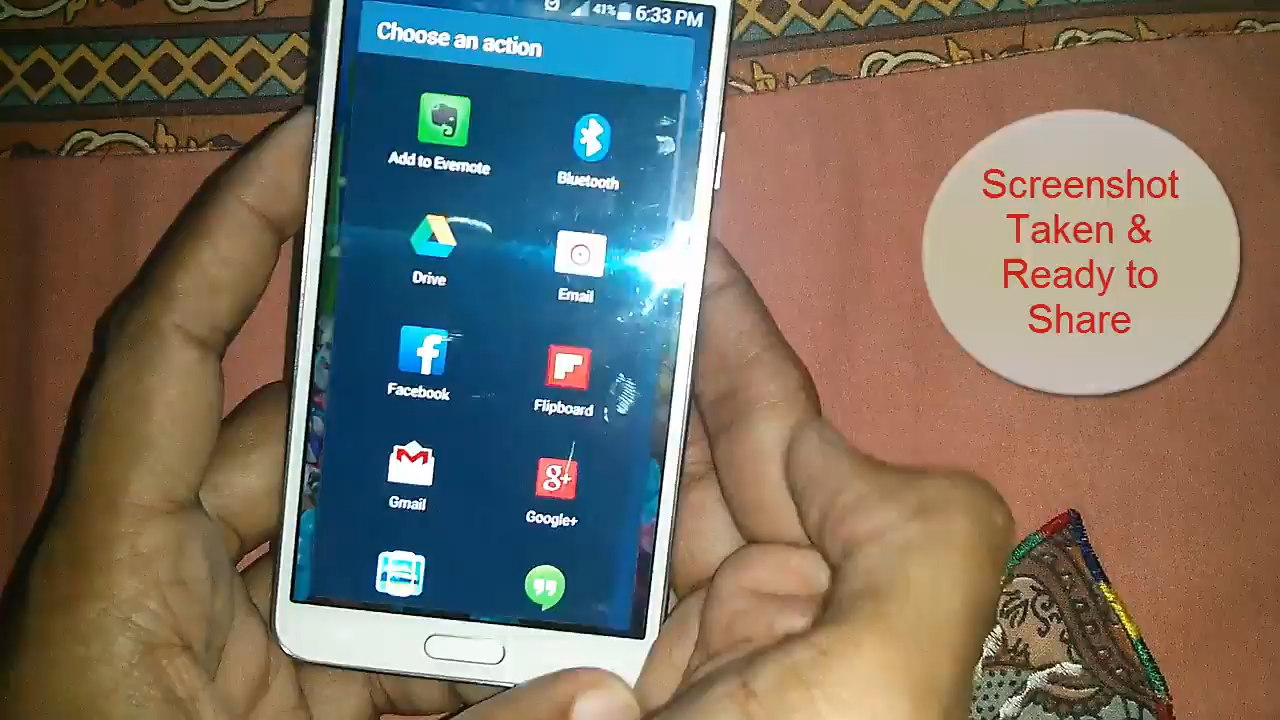 41% 6:33 PM
Choose an action
Add to Evernote
Bluetooth
Drive
Email
Facebook
Flipboard
Gmail
Google+
Screenshot
Taken &
Ready to
Share